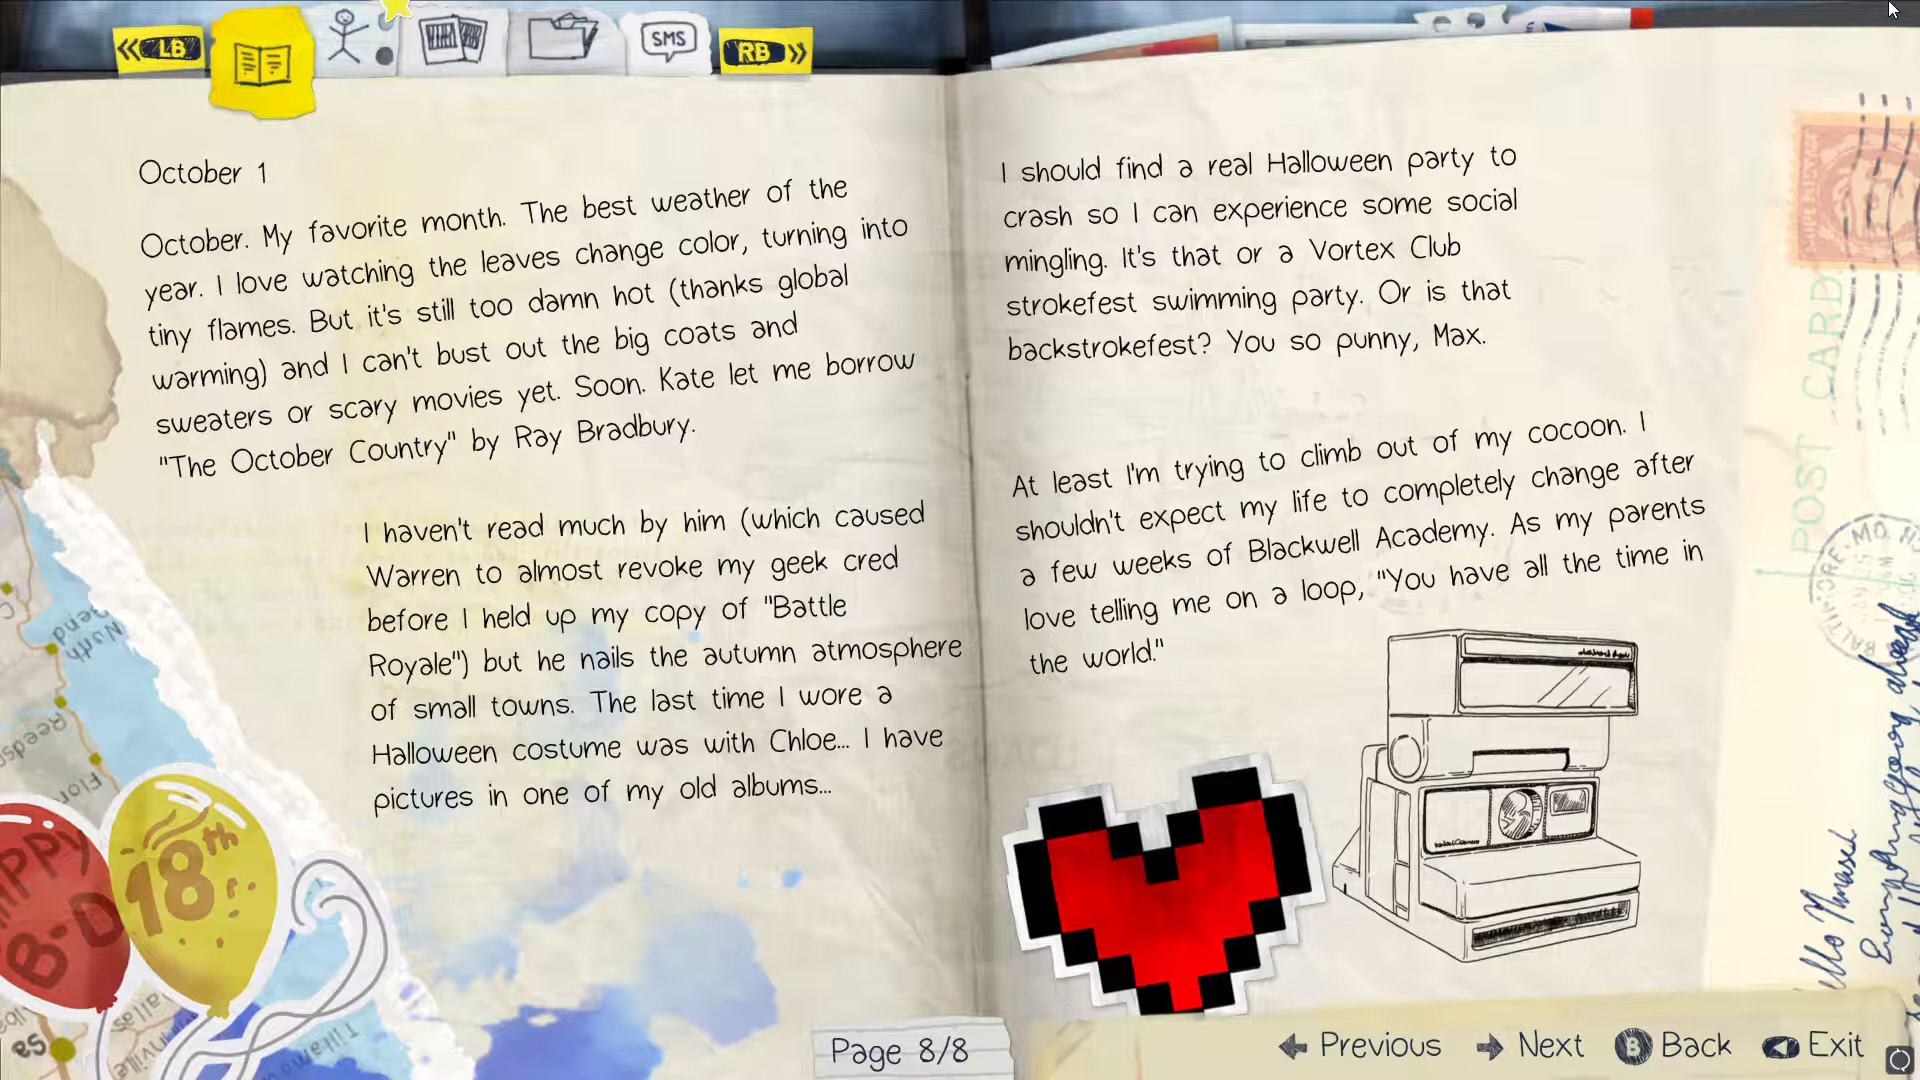 LB
SMS
RB
October 1
October. My favorite month. The best weather of the
year. I love watching the leaves change color, turning into
tiny flames. But it's still too damn hot (thanks global
warming) and I can't bust out the big coats and
sweaters or scary movies yet. Soon. Kate let me borrow
"The October Country" by Ray Bradbury.
I haven't read much by him (which caused
Warren to almost revoke my geek cred
before I held up my copy of "Battle
Royale") but he nails the autumn atmosphere
of small towns. The last time I wore a
Halloween costume was with Chloe... I have
pictures in one of my old albums...
I should find a real Halloween party to
crash so I can experience some social
mingling. It's that or a Vortex Club
strokefest swimming party. Or is that
backstrokefest? You so punny, Max.
At least I'm trying to climb out of my cocoon. I
shouldn't expect my life to completely change after
a few weeks of Blackwell Academy. As my parents
love telling me on a loop, "You have all the time in
the world."
POST CARD
North
Bend
B-D
18th
Page 8/8
Previous
Next
B
Back
Exit